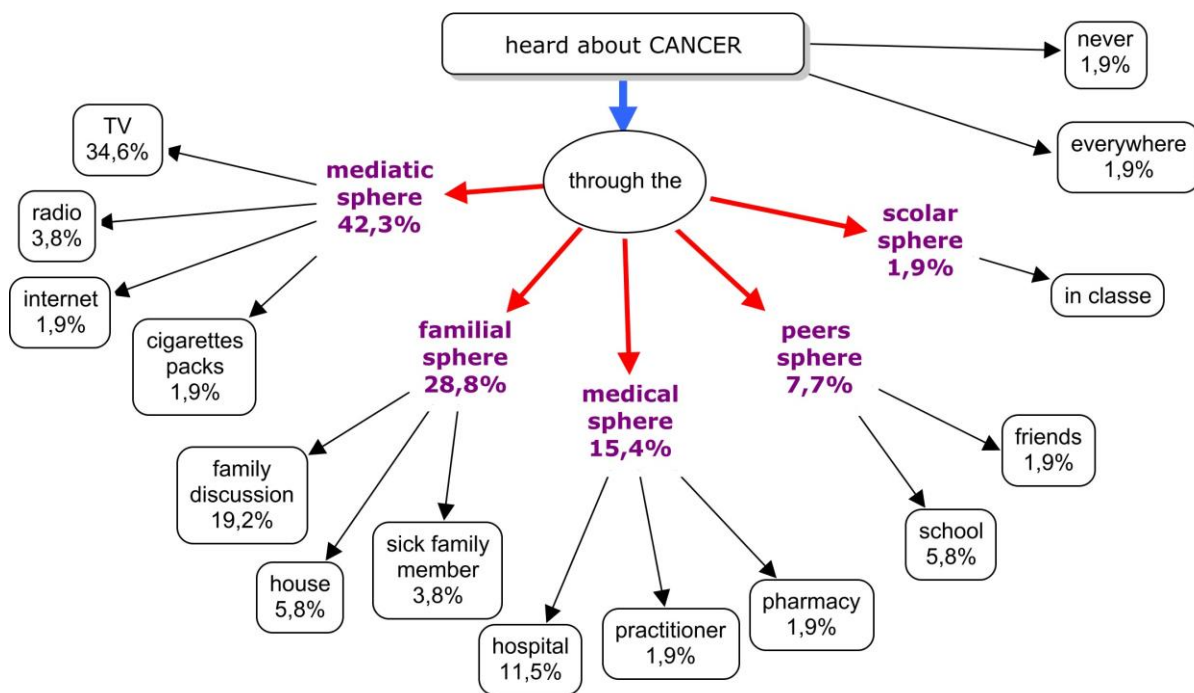 heard about CANCER
never
1,9%
everywhere
1,9%
through the
TV
34,6%
mediatic
sphere
42,3%
radio
3,8%
internet
1,9%
cigarettes
packs
1,9%
scolar
sphere
1,9%
in classe
familial
sphere
28,8%
family
discussion
19,2%
house
5,8%
sick family
member
3,8%
medical
sphere
15,4%
hospital
11,5%
practitioner
1,9%
pharmacy
1,9%
peers
sphere
7,7%
friends
1,9%
school
5,8%